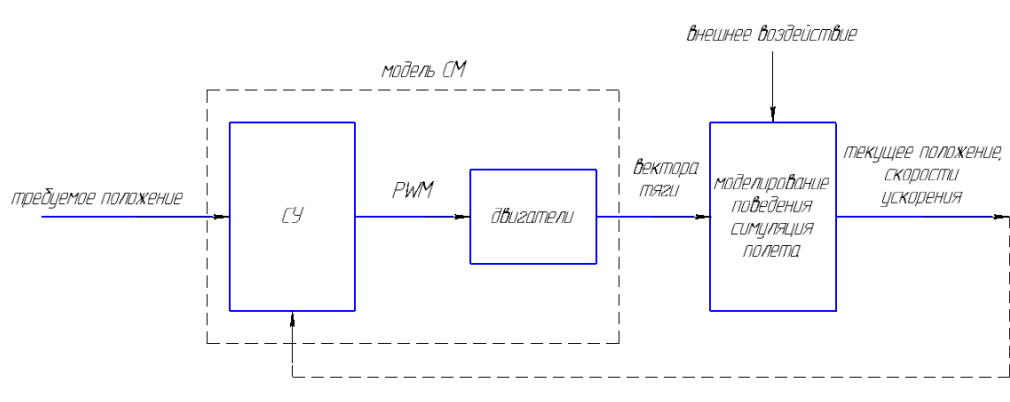 внешнее воздействие
модель СМ
требуемое положение
СУ
PWM
двигатели
вектора
тяги
моделирование
поведения
симуляция
полета
текущее положение,
скорости
ускорения